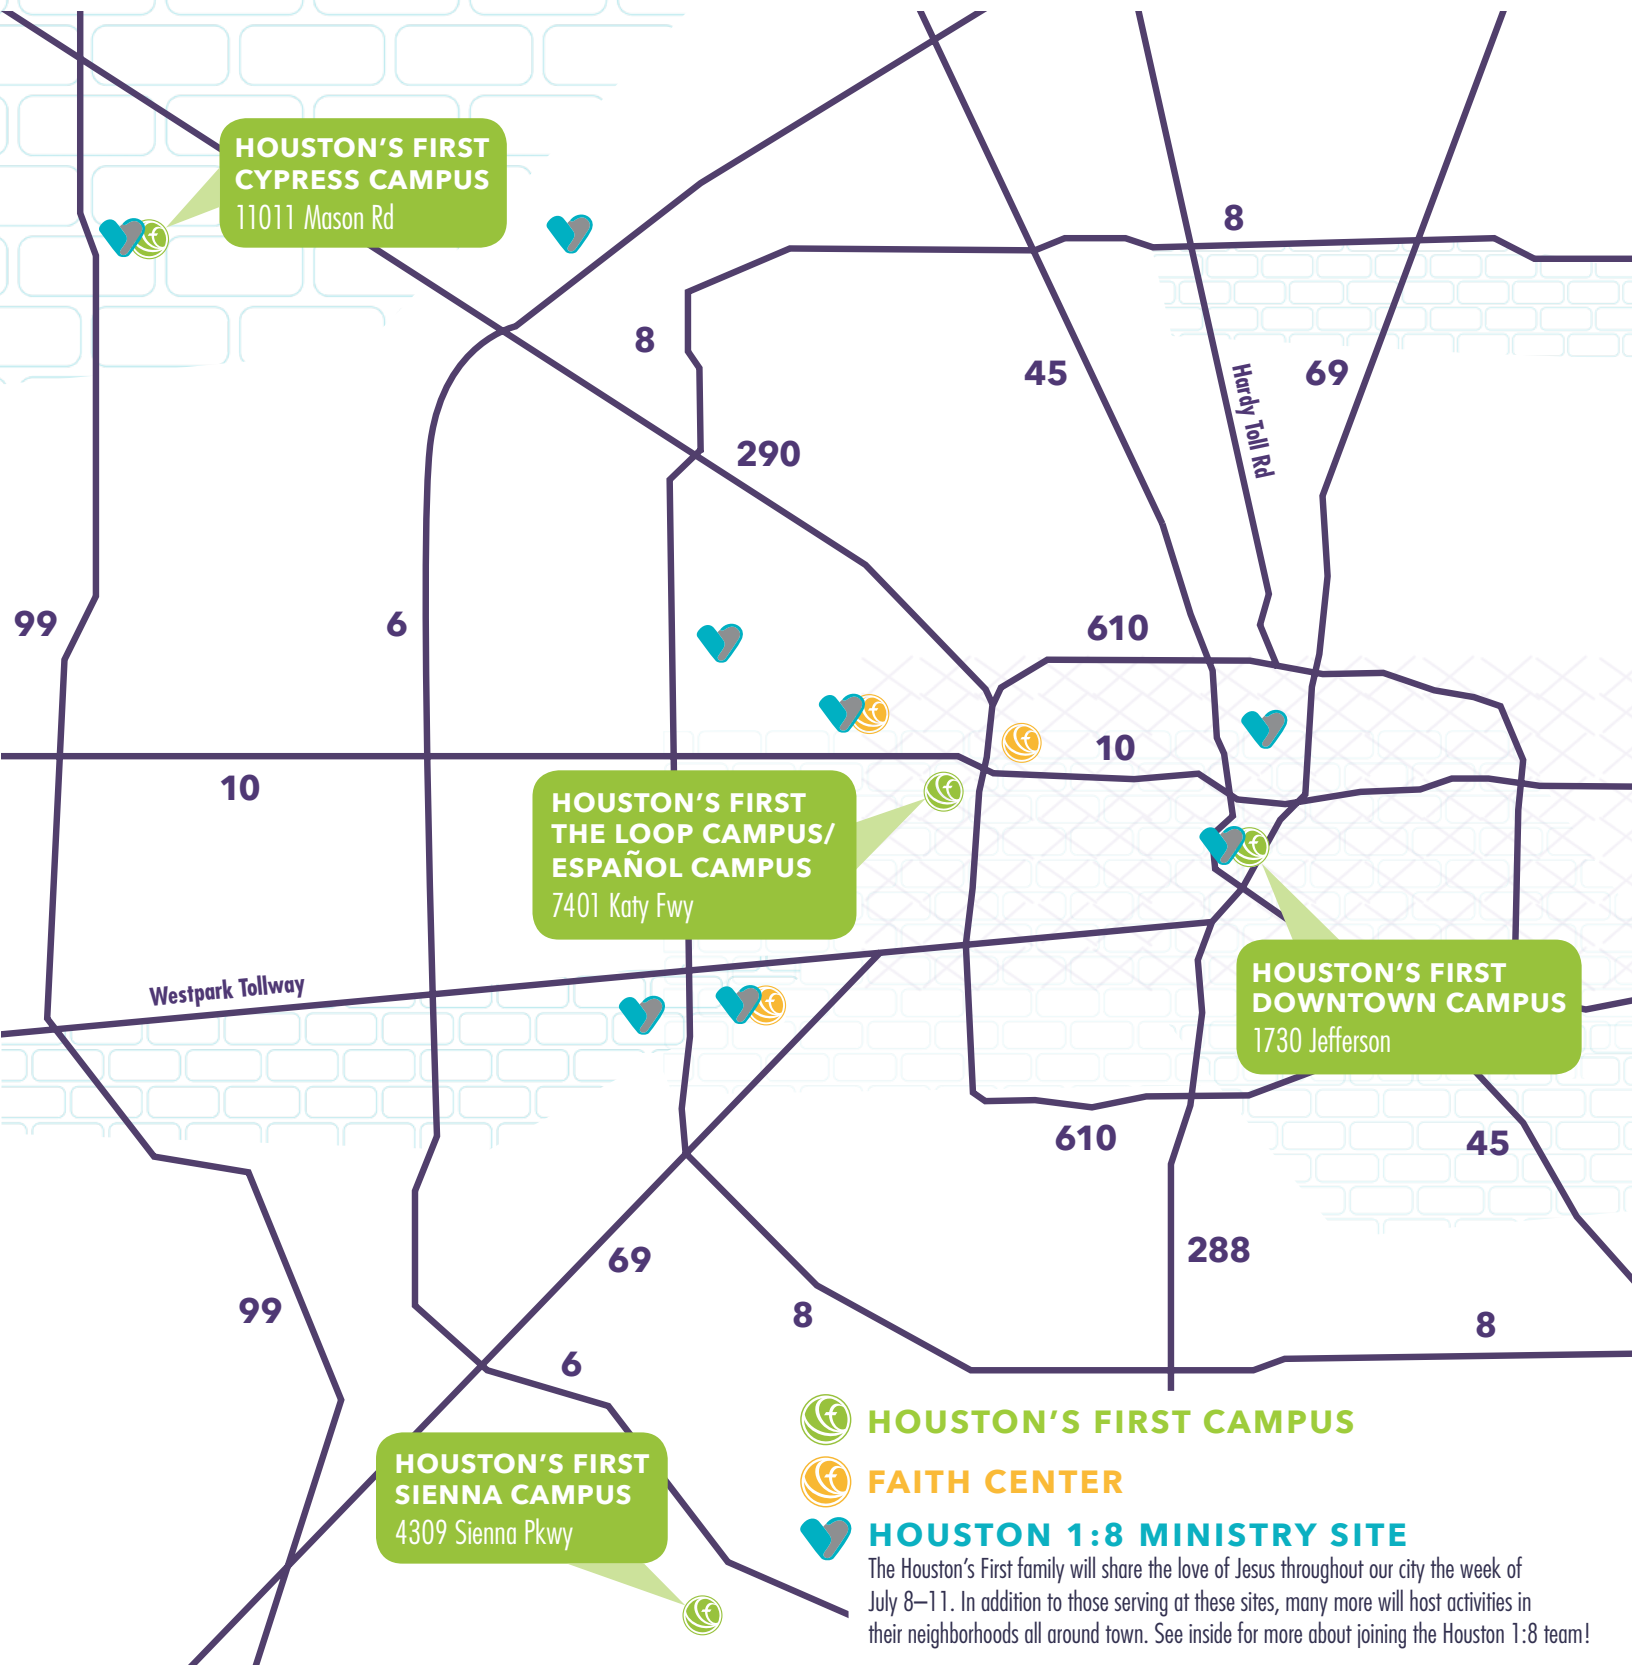 HOUSTON'S FIRST
CYPRESS CAMPUS
11011 Mason Rd
8
8
45
Hardy Toll Rd
69
290
99
6
610
10
10
HOUSTON'S FIRST
THE LOOP CAMPUS/
ESPAÑOL CAMPUS
7401 Katy Fwy
Westpark Tollway
HOUSTON'S FIRST
DOWNTOWN CAMPUS
1730 Jefferson
610
45
288
69
99
8
8
6
HOUSTON'S FIRST
SIENNA CAMPUS
4309 Sienna Pkwy
HOUSTON'S FIRST CAMPUS
FAITH CENTER
HOUSTON 1:8 MINISTRY SITE
The Houston's First family will share the love of Jesus throughout our city the week of
July 8–11. In addition to those serving at these sites, many more will host activities in
their neighborhoods all around town. See inside for more about joining the Houston 1:8 team!